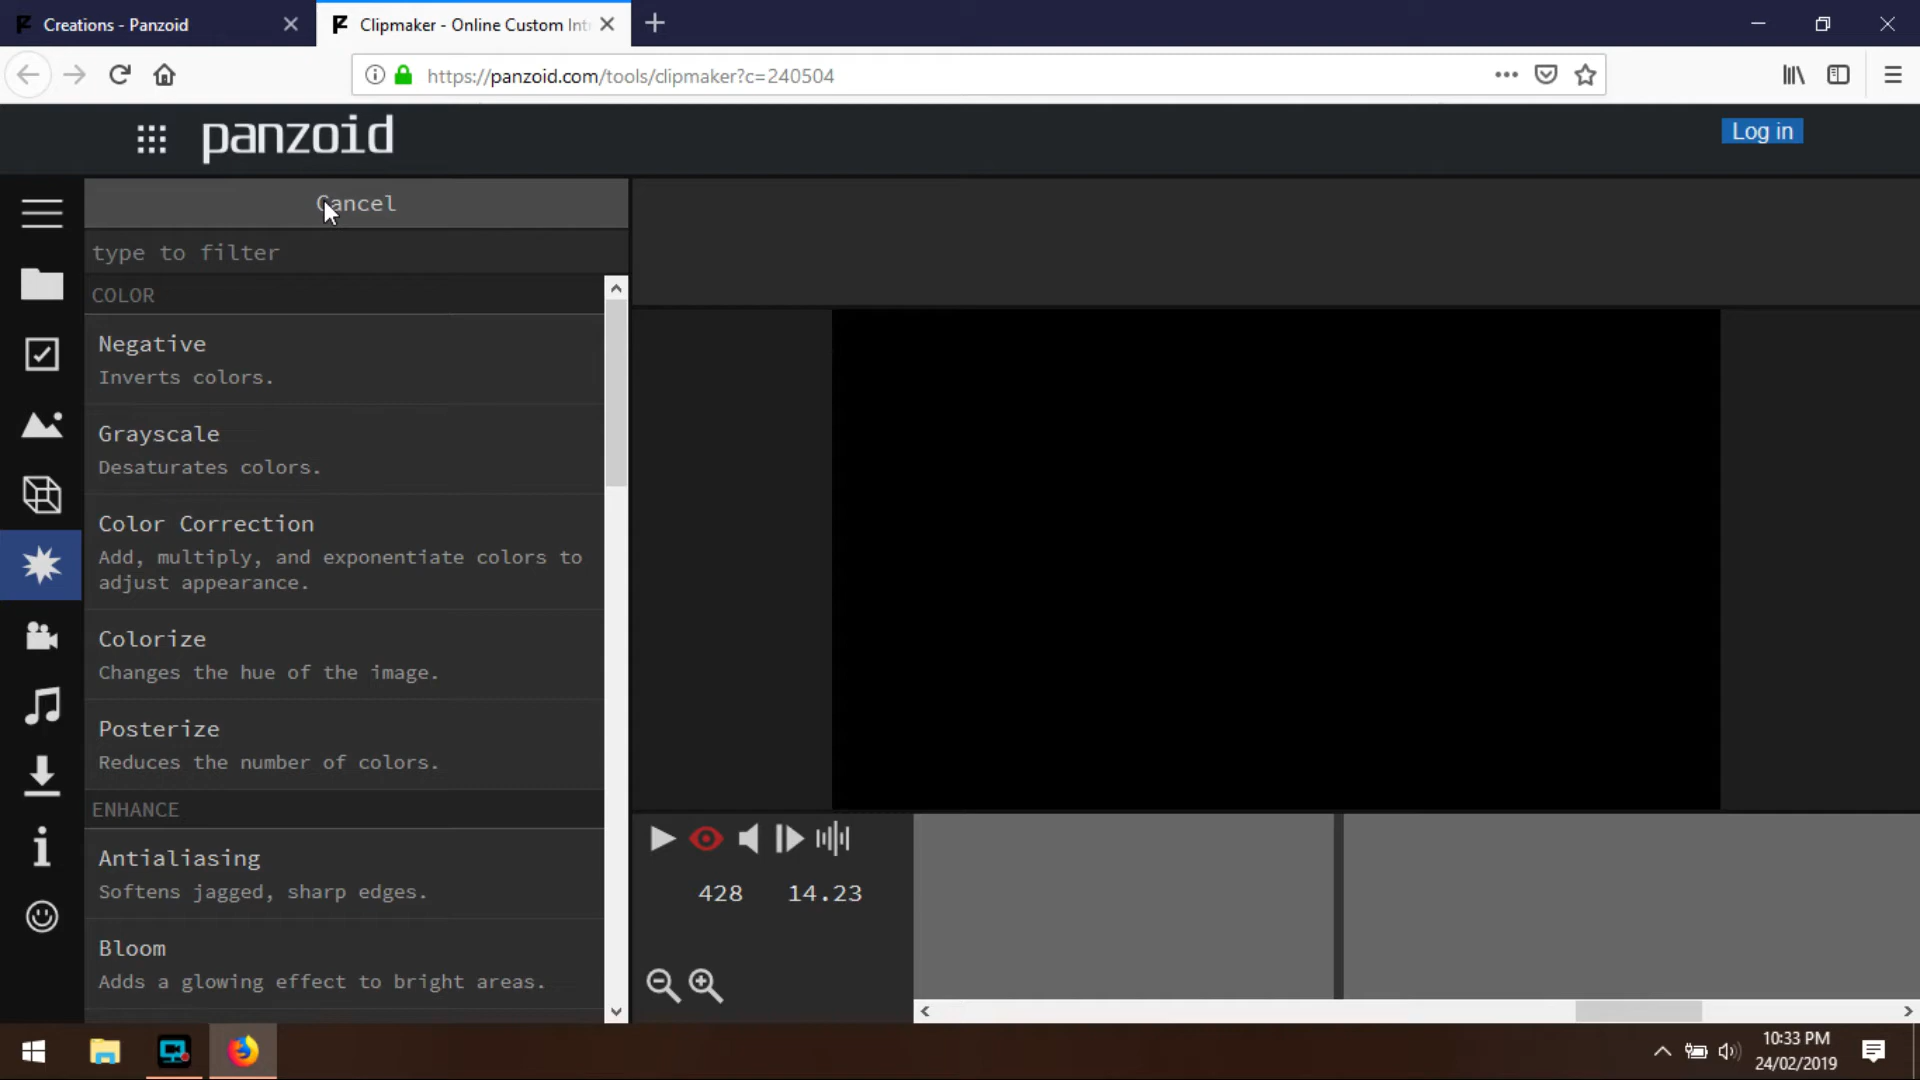 Creations - Panzoid
Clipmaker - Online Custom Int
https://panzoid.com/tools/clipmaker?c=240504
panzoid
Log in
Cancel
type to filter
COLOR
Negative
Inverts colors.
Grayscale
Desaturates colors.
Color Correction
Add, multiply, and exponentiate colors to
adjust appearance.
Colorize
Changes the hue of the image.
Posterize
Reduces the number of colors.
ENHANCE
Antialiasing
Softens jagged, sharp edges.
Bloom
Adds a glowing effect to bright areas.
428 14.23
10:33 PM
24/02/2019